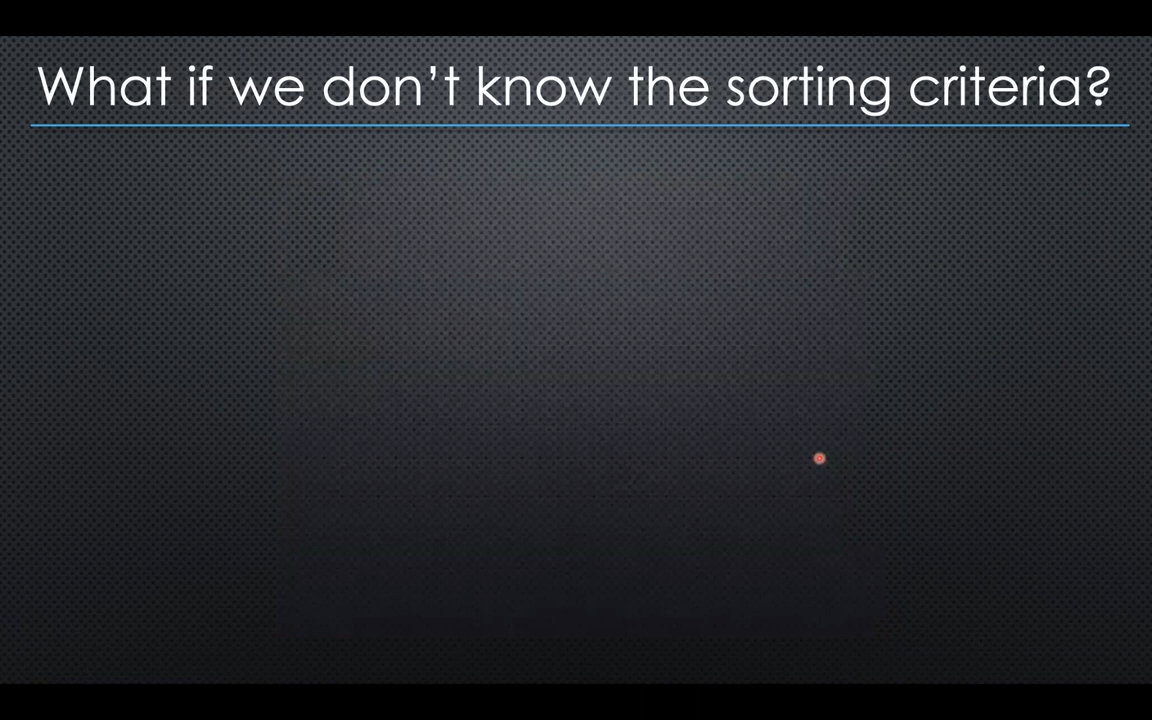 What if we don’t know the sorting criteria?